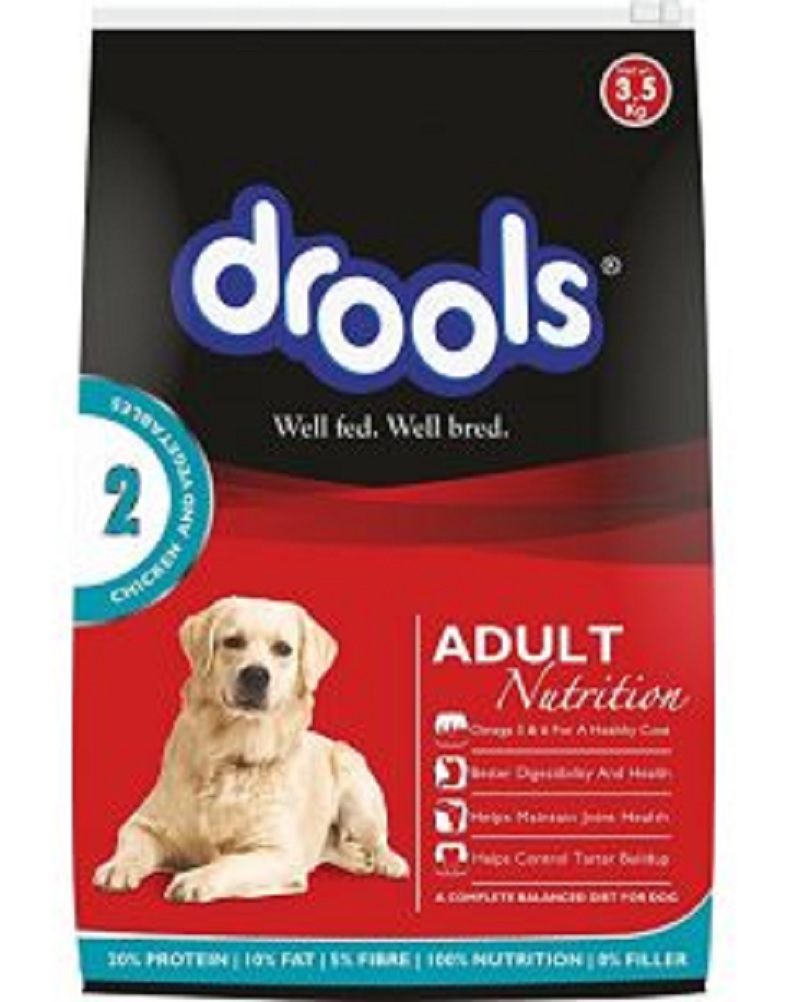 Net wt.
3.5
Kg
drools®
Well fed. Well bred.
2
CHICKEN AND VEGETABLES
ADULT
Nutrition
Omega 3 & 6 For A Healthy Coat
Better Digestibility And Health
Helps Maintain Joint Health
Helps Control Tartar Buildup
A COMPLETE BALANCED DIET FOR DOG
20% PROTEIN | 10% FAT | 5% FIBRE | 100% NUTRITION | 0% FILLER